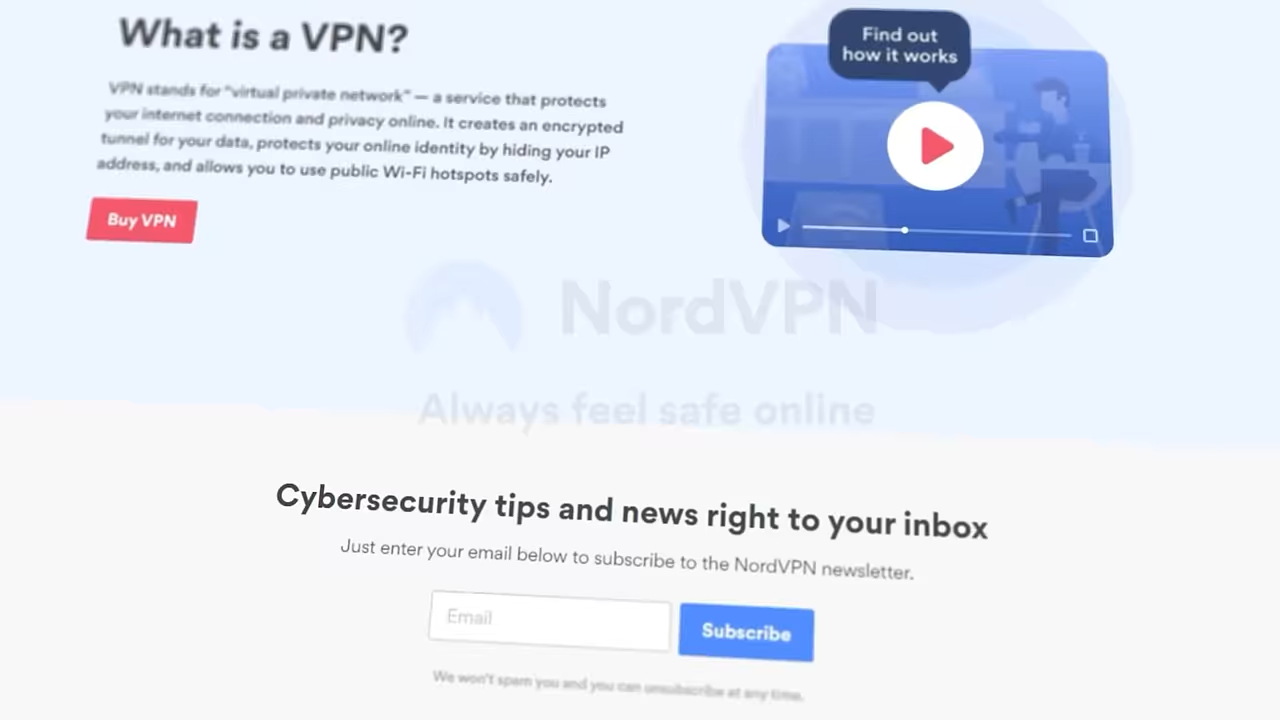 What is a VPN?
VPN stands for “virtual private network” — a service that protects
your internet connection and privacy online. It creates an encrypted
tunnel for your data, protects your online identity by hiding your IP
address, and allows you to use public Wi-Fi hotspots safely.
Buy VPN
Find out
how it works
NordVPN
Always feel safe online
Cybersecurity tips and news right to your inbox
Just enter your email below to subscribe to the NordVPN newsletter.
Email
Subscribe
We won't spam you and you can unsubscribe at any time.